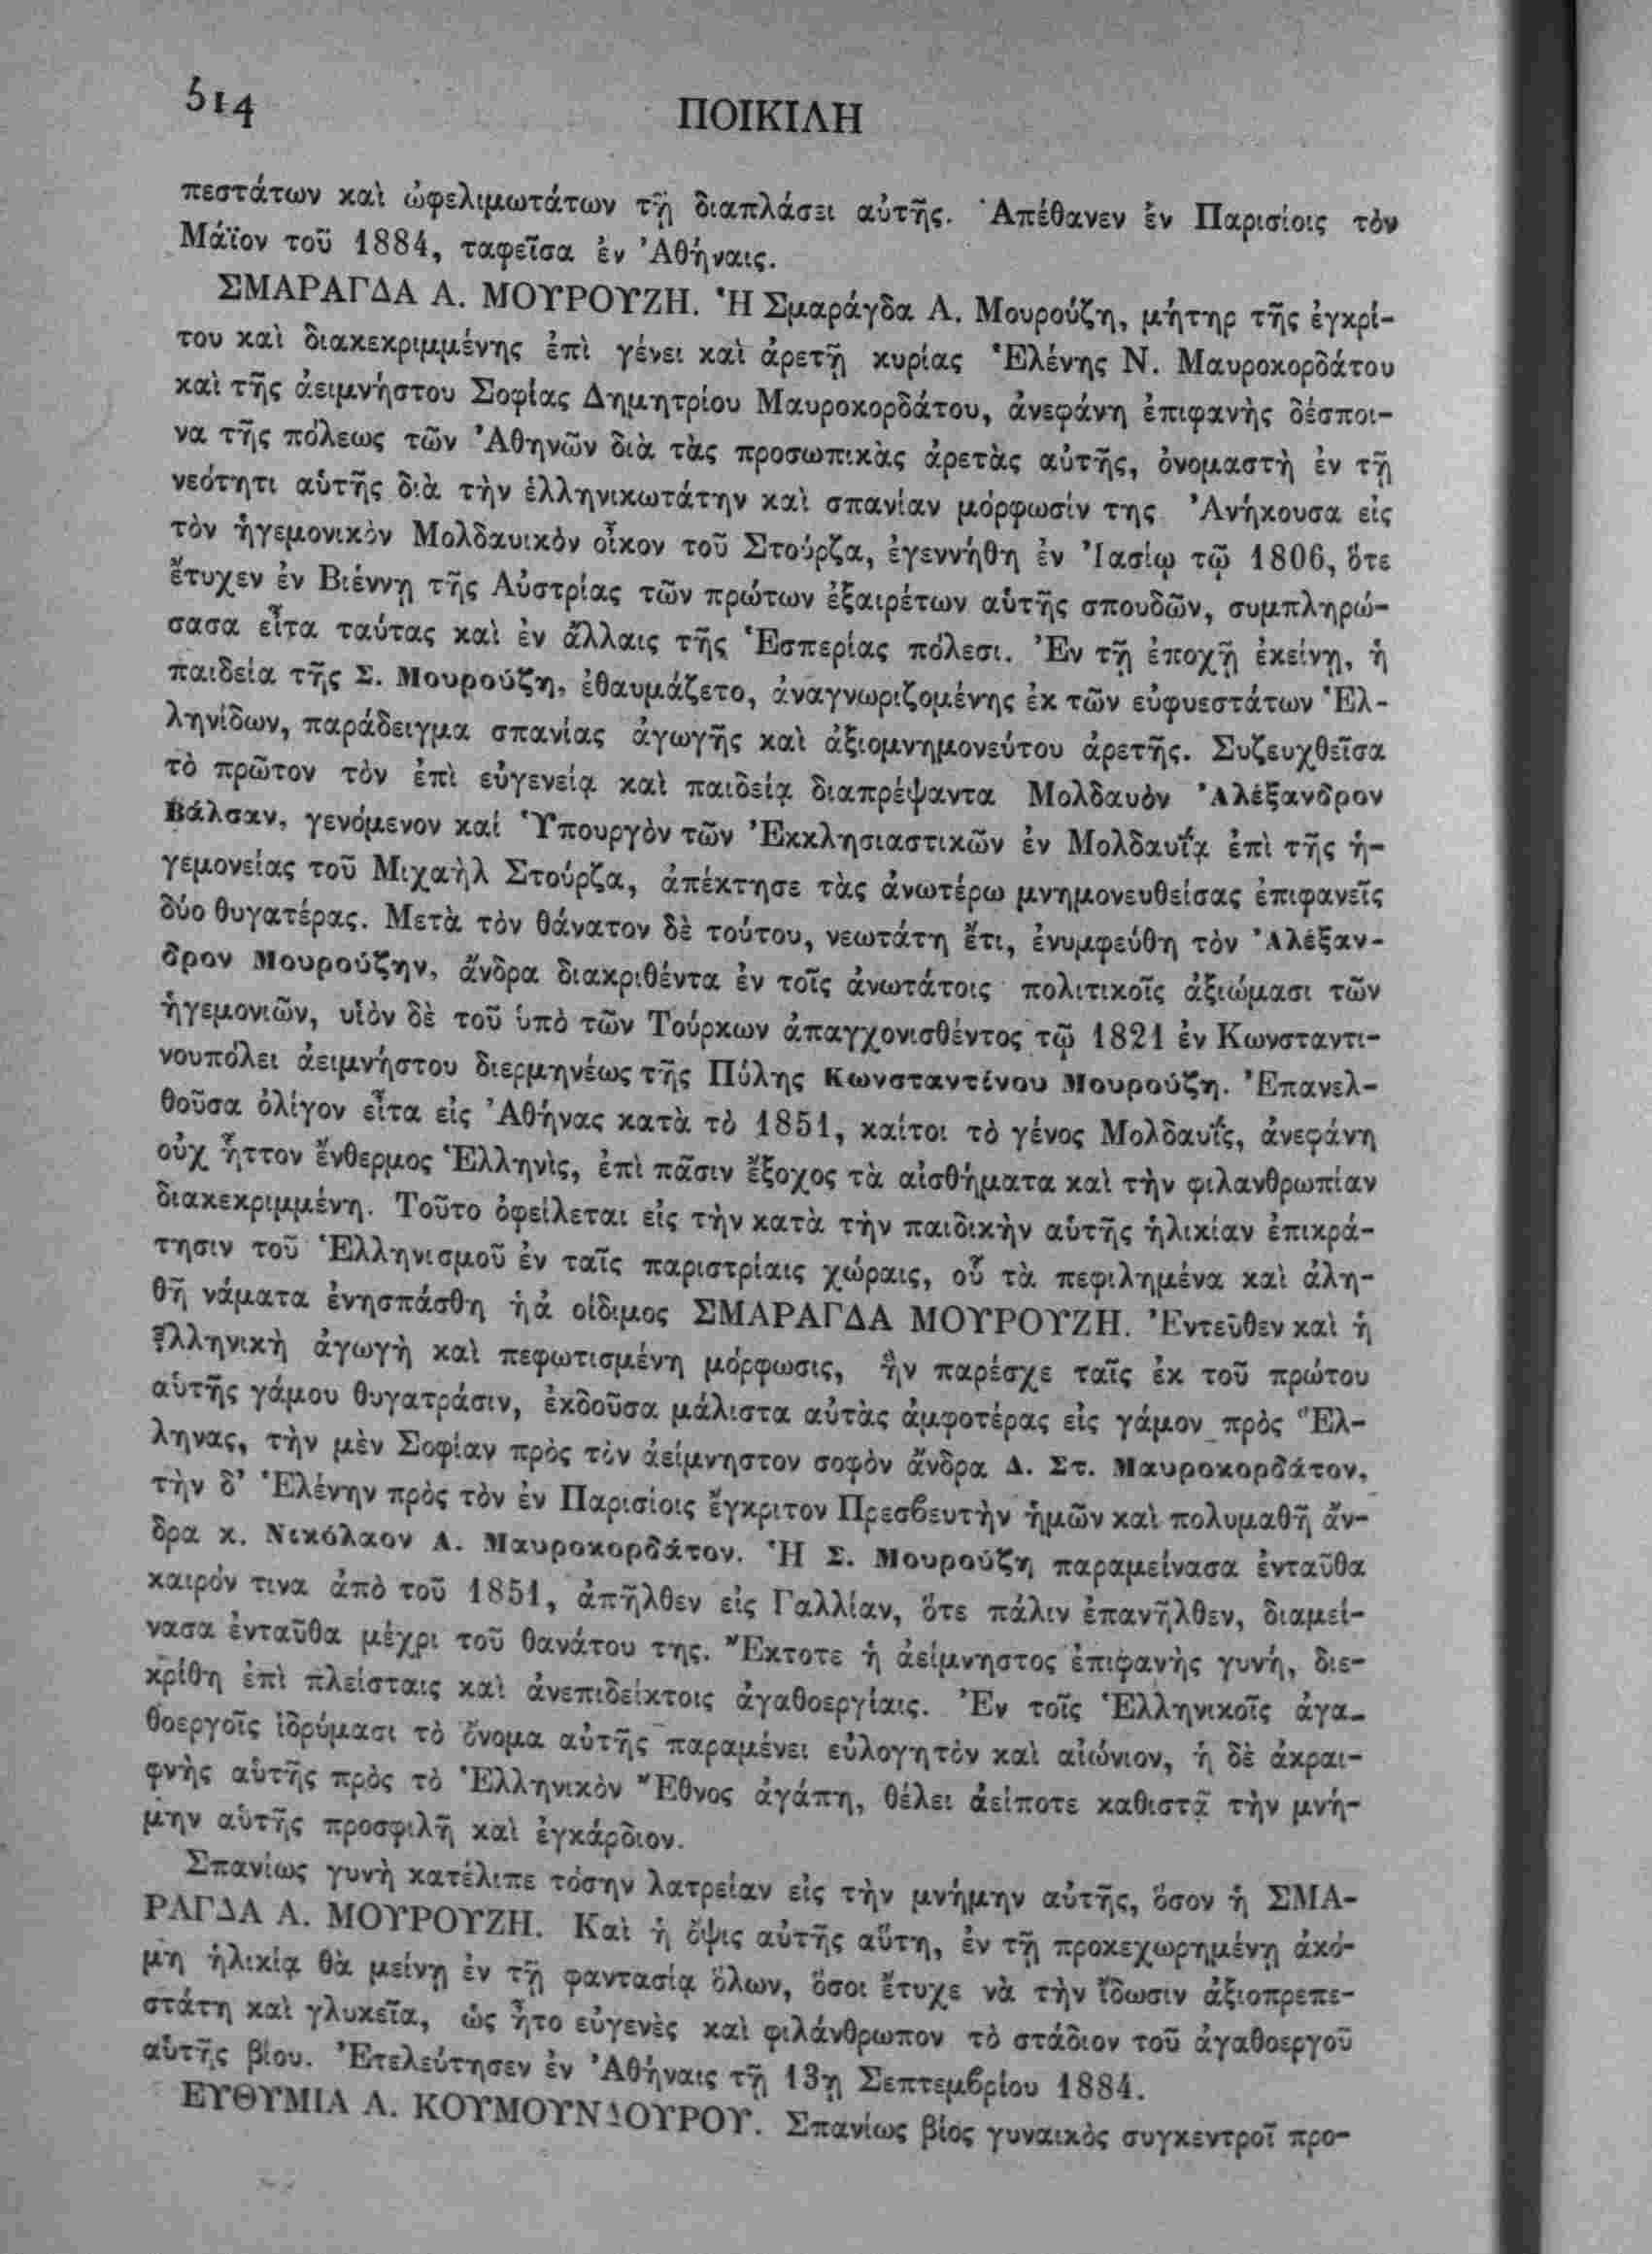 514
ΠΟΙΚΙΛΗ
πεστάτων καὶ ὠφελιμωτάτων τῇ διαπλάσει αὐτῆς. Ἀπέθανεν ἐν Παρισίοις τὸν
Μάϊον τοῦ 1884, ταφεῖσα ἐν Ἀθήναις.
ΣΜΑΡΑΓΔΑ Α. ΜΟΥΡΟΥΖΗ. Ἡ Σμαράγδα Α. Μουρούζη, μήτηρ τῆς ἐγκρί-
του καὶ διακεκριμμένης ἐπὶ γένει καὶ ἀρετῇ κυρίας Ἑλένης Ν. Μαυροκορδάτου
καὶ τῆς ἀειμνήστου Σοφίας Δημητρίου Μαυροκορδάτου, ἀνεφάνη ἐπιφανὴς δέσποι-
να τῆς πόλεως τῶν Ἀθηνῶν διὰ τὰς προσωπικὰς ἀρετὰς αὐτῆς, ὀνομαστὴ ἐν τῇ
νεότητι αὑτῆς διὰ τὴν ἑλληνικωτάτην καὶ σπανίαν μόρφωσίν της Ἀνήκουσα εἰς
τὸν ἡγεμονικὸν Μολδαυικὸν οἶκον τοῦ Στούρζα, ἐγεννήθη ἐν Ἰασίῳ τῷ 1806, ὅτε
ἔτυχεν ἐν Βιέννῃ τῆς Αὐστρίας τῶν πρώτων ἐξαιρέτων αὑτῆς σπουδῶν, συμπληρώ-
σασα εἶτα ταύτας καὶ ἐν ἄλλαις τῆς Ἑσπερίας πόλεσι. Ἐν τῇ ἐποχῇ ἐκείνῃ, ἡ
παιδεία τῆς Σ. Μουρούζη, ἐθαυμάζετο, ἀναγνωριζομένης ἐκ τῶν εὐφυεστάτων Ἑλ-
ληνίδων, παράδειγμα σπανίας ἀγωγῆς καὶ ἀξιομνημονεύτου ἀρετῆς. Συζευχθεῖσα
τὸ πρῶτον τὸν ἐπὶ εὐγενείᾳ καὶ παιδείᾳ διαπρέψαντα Μολδαυὸν Ἀλέξανδρον
Βάλσαν, γενόμενον καί Ὑπουργὸν τῶν Ἐκκλησιαστικῶν ἐν Μολδαυΐᾳ ἐπὶ τῆς ἡ-
γεμονείας τοῦ Μιχαὴλ Στούρζα, ἀπέκτησε τὰς ἀνωτέρω μνημονευθείσας ἐπιφανεῖς
δύο θυγατέρας. Μετὰ τὸν θάνατον δὲ τούτου, νεωτάτη ἔτι, ἐνυμφεύθη τὸν Ἀλέξαν-
δρον Μουρούζην, ἄνδρα διακριθέντα ἐν τοῖς ἀνωτάτοις πολιτικοῖς ἀξιώμασι τῶν
ἡγεμονιῶν, υἱὸν δὲ τοῦ ὑπὸ τῶν Τούρκων ἀπαγχονισθέντος τῷ 1821 ἐν Κωνσταντι-
νουπόλει ἀειμνήστου διερμηνέως τῆς Πύλης Κωνσταντίνου Μουρούζη. Ἐπανελ-
θοῦσα ὀλίγον εἶτα εἰς Ἀθήνας κατὰ τὸ 1851, καίτοι τὸ γένος Μολδαυΐς, ἀνεφάνη
οὐχ ἧττον ἔνθερμος Ἑλληνὶς, ἐπὶ πᾶσιν ἔξοχος τὰ αἰσθήματα καὶ τὴν φιλανθρωπίαν
διακεκριμμένη. Τοῦτο ὀφείλεται εἰς τὴν κατὰ τὴν παιδικὴν αὑτῆς ἡλικίαν ἐπικρά-
τησιν τοῦ Ἑλληνισμοῦ ἐν ταῖς παριστρίαις χώραις, οὗ τὰ πεφιλημένα καὶ ἀλη-
θῆ νάματα ἐνησπάσθη ἡἀ οίδιμος ΣΜΑΡΑΓΔΑ ΜΟΥΡΟΥΖΗ. Ἐντεῦθεν καὶ ἡ
ἑλληνικὴ ἀγωγὴ καὶ πεφωτισμένη μόρφωσις, ἣν παρέσχε ταῖς ἐκ τοῦ πρώτου
αὑτῆς γάμου θυγατράσιν, ἐκδοῦσα μάλιστα αὐτὰς ἀμφοτέρας εἰς γάμον πρὸς Ἕλ-
ληνας, τὴν μὲν Σοφίαν πρὸς τὸν ἀείμνηστον σοφὸν ἄνδρα Δ. Στ. Μαυροκορδάτον,
τὴν δ' Ἑλένην πρὸς τὸν ἐν Παρισίοις ἔγκριτον Πρεσβευτὴν ἡμῶν καὶ πολυμαθῆ ἄν-
δρα κ. Νικόλαον Α. Μαυροκορδάτον. Ἡ Σ. Μουρούζη παραμείνασα ἐνταῦθα
καιρόν τινα ἀπὸ τοῦ 1851, ἀπῆλθεν εἰς Γαλλίαν, ὅτε πάλιν ἐπανῆλθεν, διαμεί-
νασα ἐνταῦθα μέχρι τοῦ θανάτου της. Ἔκτοτε ἡ ἀείμνηστος ἐπιφανὴς γυνή, διε-
κρίθη ἐπὶ πλείσταις καὶ ἀνεπιδείκτοις ἀγαθοεργίαις. Ἐν τοῖς Ἑλληνικοῖς ἀγα-
θοεργοῖς ἱδρύμασι τὸ ὄνομα αὐτῆς παραμένει εὐλογητὸν καὶ αἰώνιον, ἡ δὲ ἀκραι-
φνὴς αὐτῆς πρὸς τὸ Ἑλληνικὸν Ἔθνος ἀγάπη, θέλει ἀείποτε καθιστᾷ τὴν μνή-
μην αὐτῆς προσφιλῆ καὶ ἐγκάρδιον.
Σπανίως γυνὴ κατέλιπε τόσην λατρείαν εἰς τὴν μνήμην αὐτῆς, ὅσον ἡ ΣΜΑ-
ΡΑΓΔΑ Α. ΜΟΥΡΟΥΖΗ. Καὶ ἡ ὄψις αὐτῆς αὕτη, ἐν τῇ προκεχωρημένῃ ἀκό-
μη ἡλικίᾳ θὰ μείνῃ ἐν τῇ φαντασίᾳ ὅλων, ὅσοι ἔτυχε νὰ τὴν ἴδωσιν ἀξιοπρεπε-
στάτη καὶ γλυκεῖα, ὡς ἦτο εὐγενὲς καὶ φιλάνθρωπον τὸ στάδιον τοῦ ἀγαθοεργοῦ
αὑτῆς βίου. Ἐτελεύτησεν ἐν Ἀθήναις τῇ 13ῃ Σεπτεμβρίου 1884.
ΕΥΘΥΜΙΑ Α. ΚΟΥΜΟΥΝΔΟΥΡΟΥ. Σπανίως βίος γυναικὸς συγκεντροῖ προ-